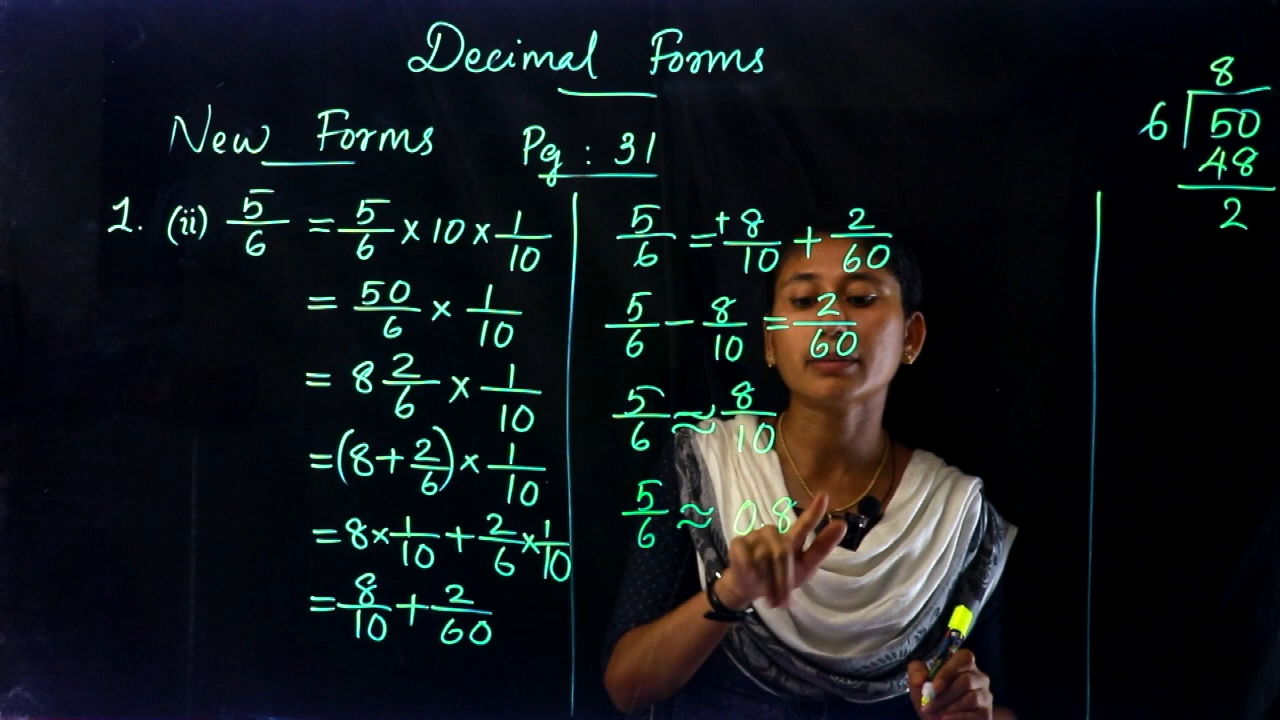 Decimal Forms
New Forms Pg : 31
1. (ii) 5/6 = 5/6 × 10 × 1/10
= 50/6 × 1/10
= 8 2/6 × 1/10
= (8 + 2/6) × 1/10
= 8 × 1/10 + 2/6 × 1/10
= 8/10 + 2/60
5/6 = + 8/10 + 2/60
5/6 - 8/10 = 2/60
5/6 ≈ 8/10
5/6 ≈ 0.8
8
6 ) 50
48
2